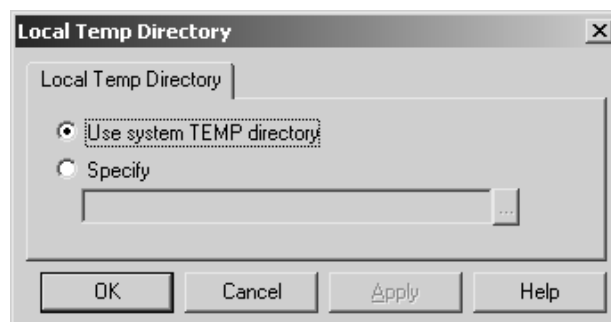 Local Temp Directory
Local Temp Directory
Use system TEMP directory
Specify
...
OK Cancel Apply Help